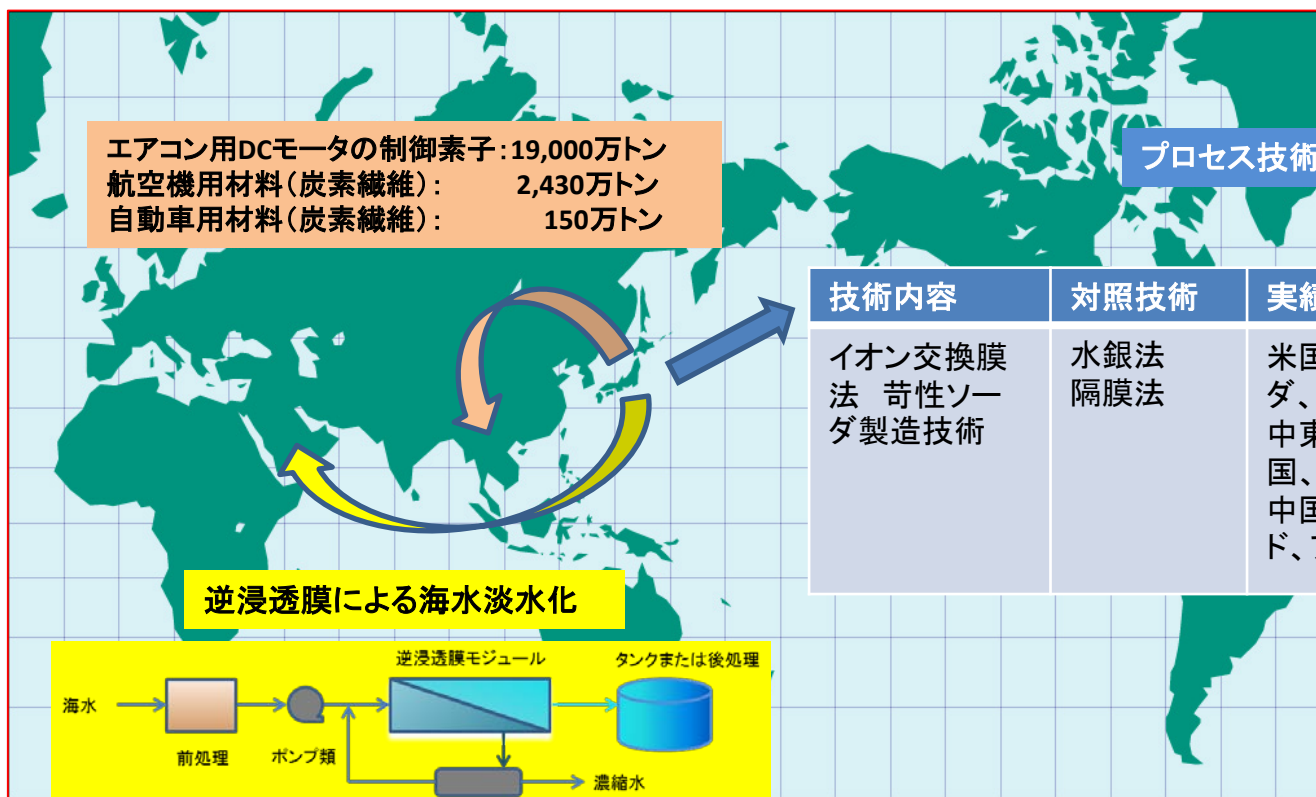 エアコン用DCモータの制御素子:19,000万トン
航空機用材料(炭素繊維): 2,430万トン
自動車用材料(炭素繊維): 150万トン
プロセス技術
技術内容
対照技術
実績
イオン交換膜
法 苛性ソー
ダ製造技術
水銀法
隔膜法
米国
ダ、
中東
国、
中国
ド、
逆浸透膜による海水淡水化
逆浸透膜モジュール
タンクまたは後処理
海水
前処理
ポンプ類
濃縮水